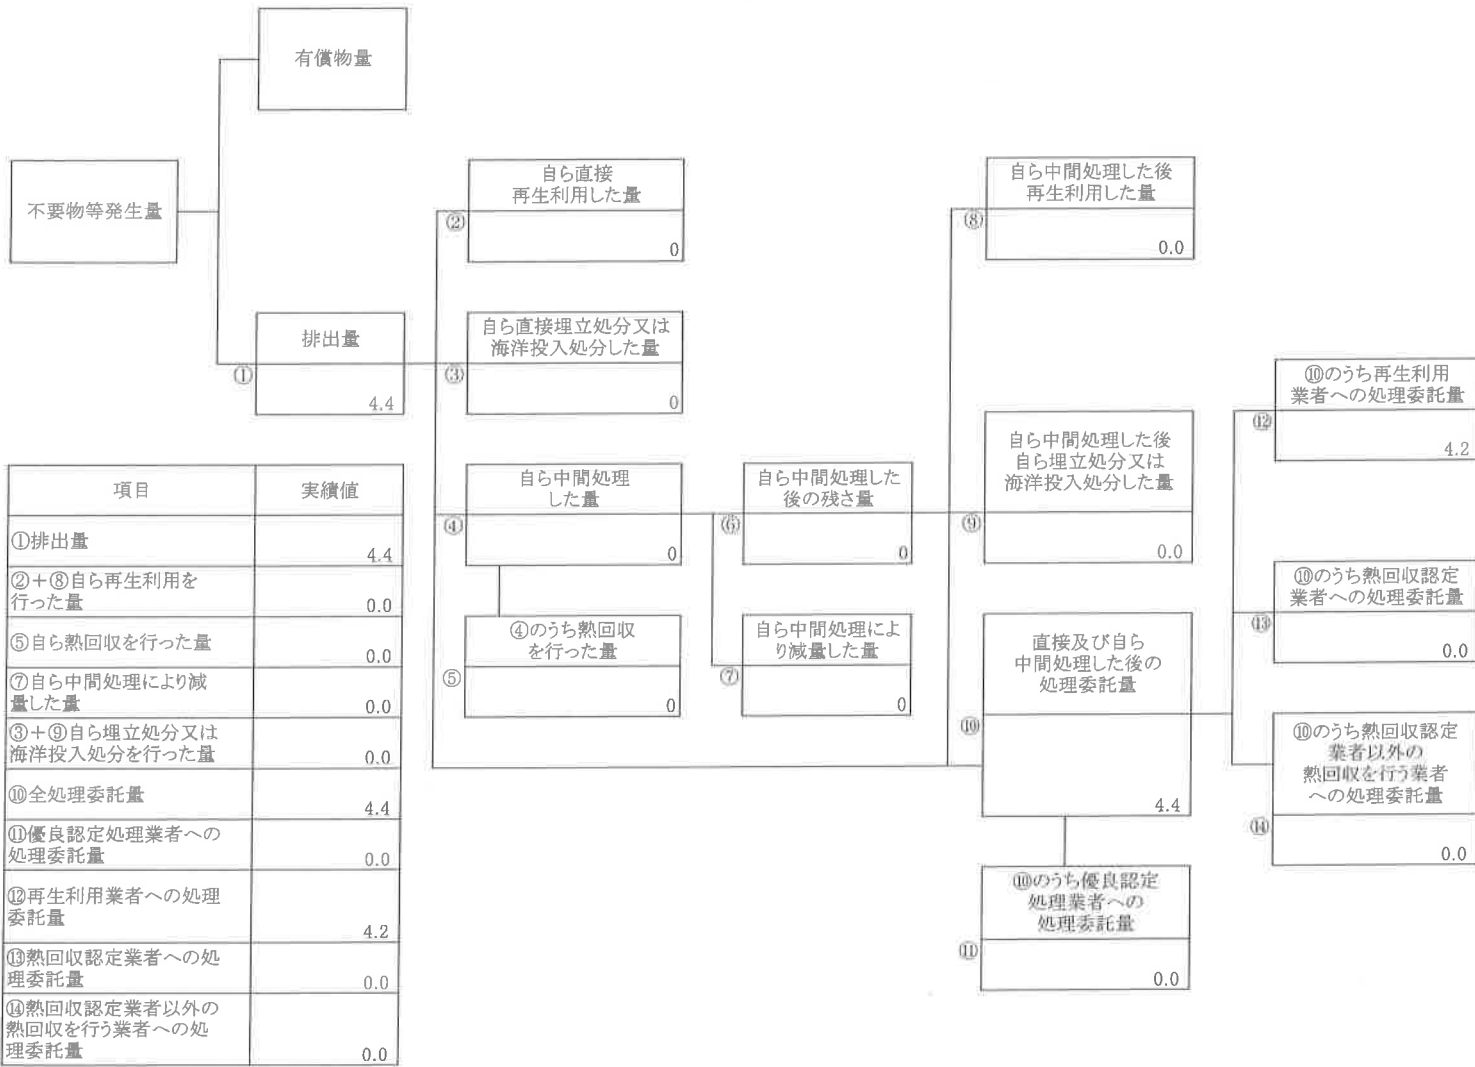 有償物量
不要物等発生量
排出量
①
4.4
自ら直接
再生利用した量
②
0
自ら直接埋立処分又は
海洋投入処分した量
③
0
自ら中間処理
した量
④
0
④のうち熱回収
を行った量
⑤
0
自ら中間処理した
後の残さ量
⑥
0
自ら中間処理によ
り減量した量
⑦
0
自ら中間処理した後
再生利用した量
⑧
0.0
自ら中間処理した後
自ら埋立処分又は
海洋投入処分した量
⑨
0.0
直接及び自ら
中間処理した後の
処理委託量
⑩
4.4
⑩のうち優良認定
処理業者への
処理委託量
⑪
0.0
⑩のうち再生利用
業者への処理委託量
⑫
4.2
⑩のうち熱回収認定
業者への処理委託量
⑬
0.0
⑩のうち熱回収認定
業者以外の
熱回収を行う業者
への処理委託量
⑭
0.0
項目 実績値
①排出量 4.4
②+⑧自ら再生利用を
行った量 0.0
⑤自ら熱回収を行った量 0.0
⑦自ら中間処理により減
量した量 0.0
③+⑨自ら埋立処分又は
海洋投入処分を行った量 0.0
⑩全処理委託量 4.4
⑪優良認定処理業者への
処理委託量 0.0
⑫再生利用業者への処理
委託量 4.2
⑬熱回収認定業者への処
理委託量 0.0
⑭熱回収認定業者以外の
熱回収を行う業者への処
理委託量 0.0